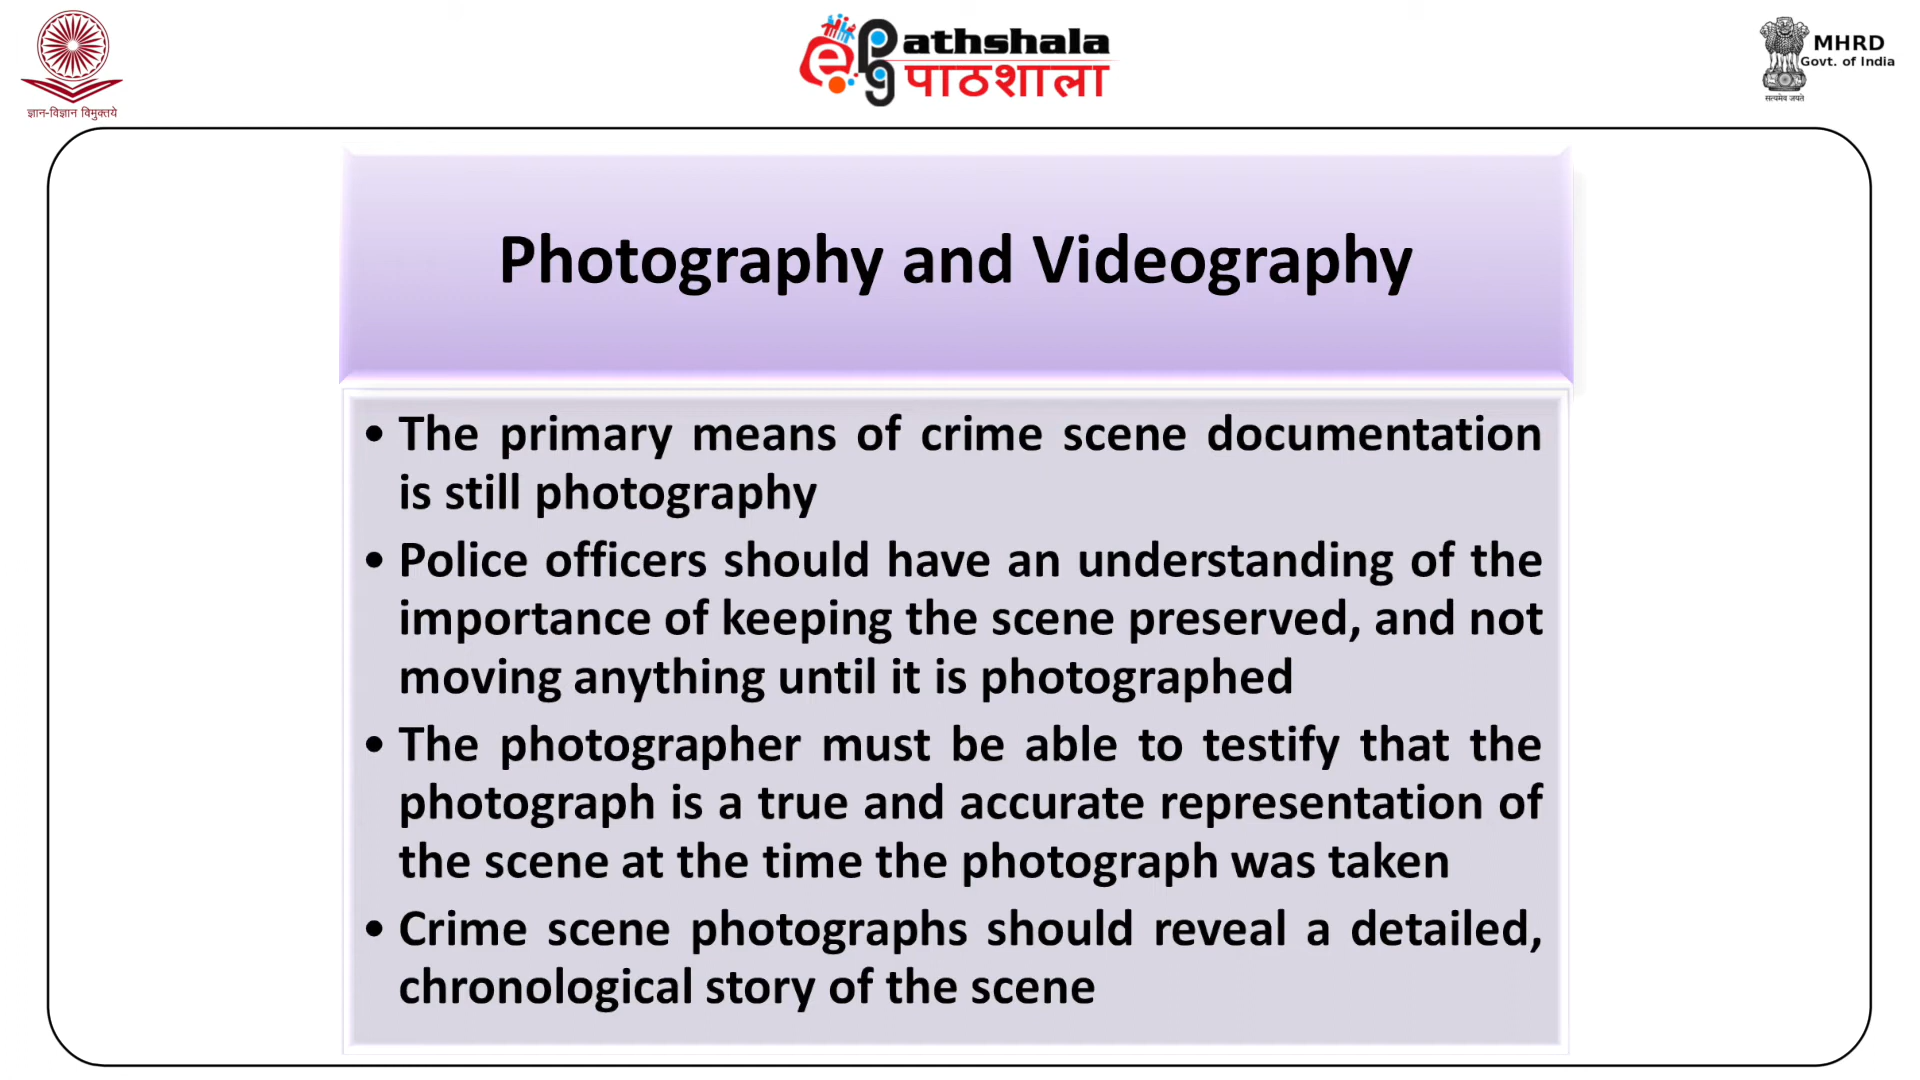 ज्ञान-विज्ञान विमुक्तये
e
pg
athshala
पाठशाला
MHRD
Govt. of India
सत्यमेव जयते
Photography and Videography
• The primary means of crime scene documentation
is still photography
• Police officers should have an understanding of the
importance of keeping the scene preserved, and not
moving anything until it is photographed
• The photographer must be able to testify that the
photograph is a true and accurate representation of
the scene at the time the photograph was taken
• Crime scene photographs should reveal a detailed,
chronological story of the scene